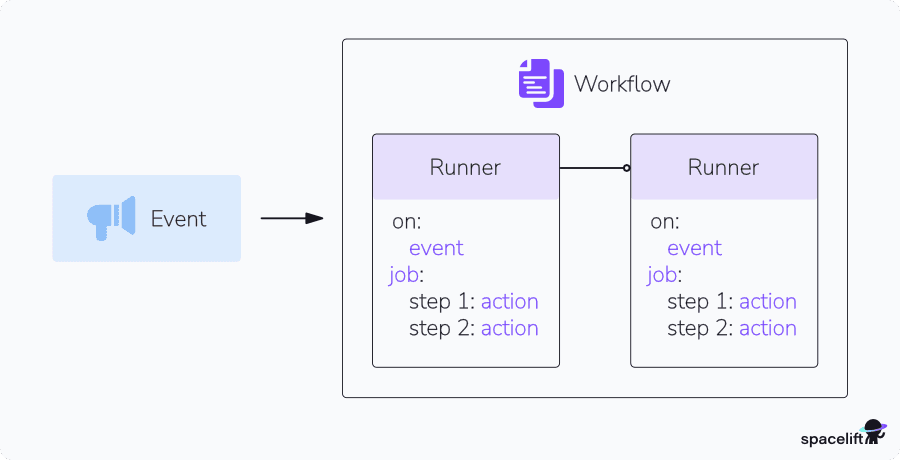 Workflow
Event
Runner
on:
event
job:
step 1: action
step 2: action
Runner
on:
event
job:
step 1: action
step 2: action
spacelift